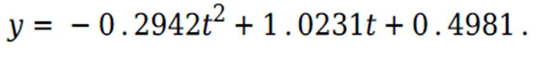 y = − 0.2942t² + 1.0231t + 0.4981.